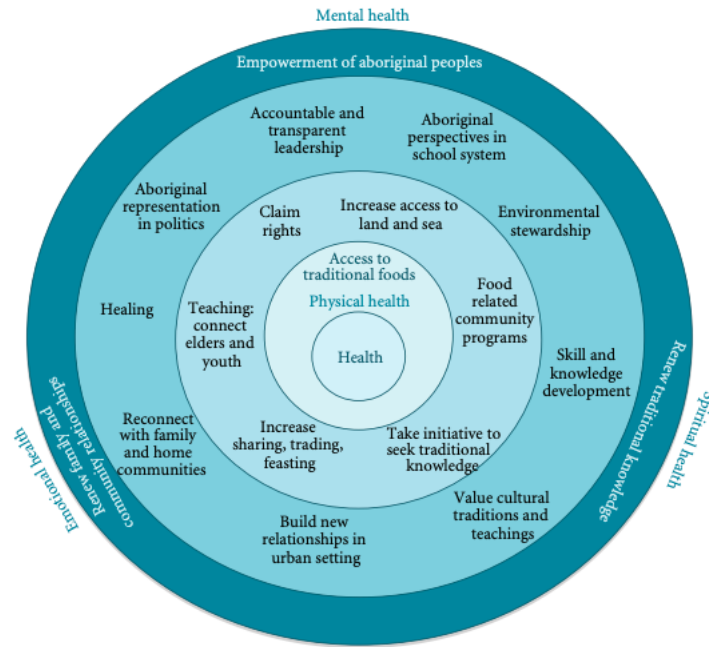 Mental health
Empowerment of aboriginal peoples
Accountable and
transparent
leadership
Aboriginal
perspectives in
school system
Aboriginal
representation
in politics
Claim
rights
Increase access to
land and sea
Environmental
stewardship
Access to
traditional foods
Physical health
Health
Healing
Teaching:
connect
elders and
youth
Food
related
community
programs
Skill and
knowledge
development
Reconnect
with family
and home
communities
Increase
sharing, trading,
feasting
Take initiative to
seek traditional
knowledge
Value cultural
traditions and
teachings
Build new
relationships in
urban setting
Emotional health
Renew family and
community relationships
Renew traditional knowledge
Spiritual health